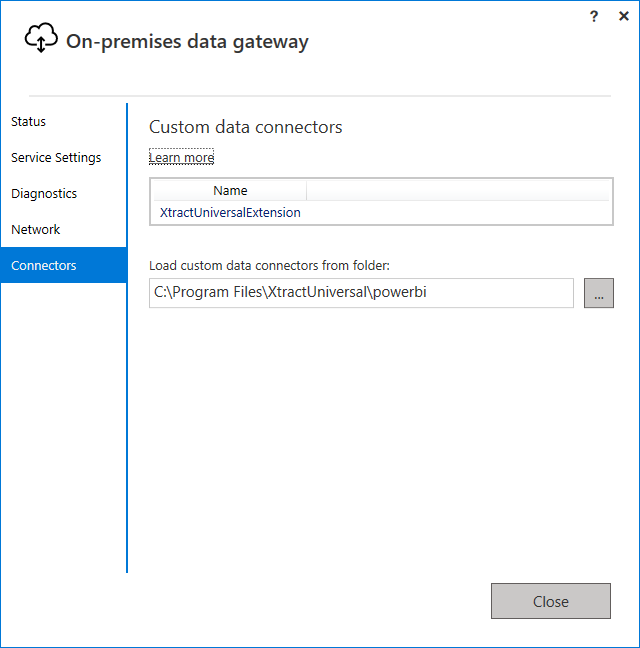 ? ×
On-premises data gateway
Status
Service Settings
Diagnostics
Network
Connectors
Custom data connectors
Learn more
Name
XtractUniversalExtension
Load custom data connectors from folder:
C:\Program Files\XtractUniversal\powerbi
...
Close